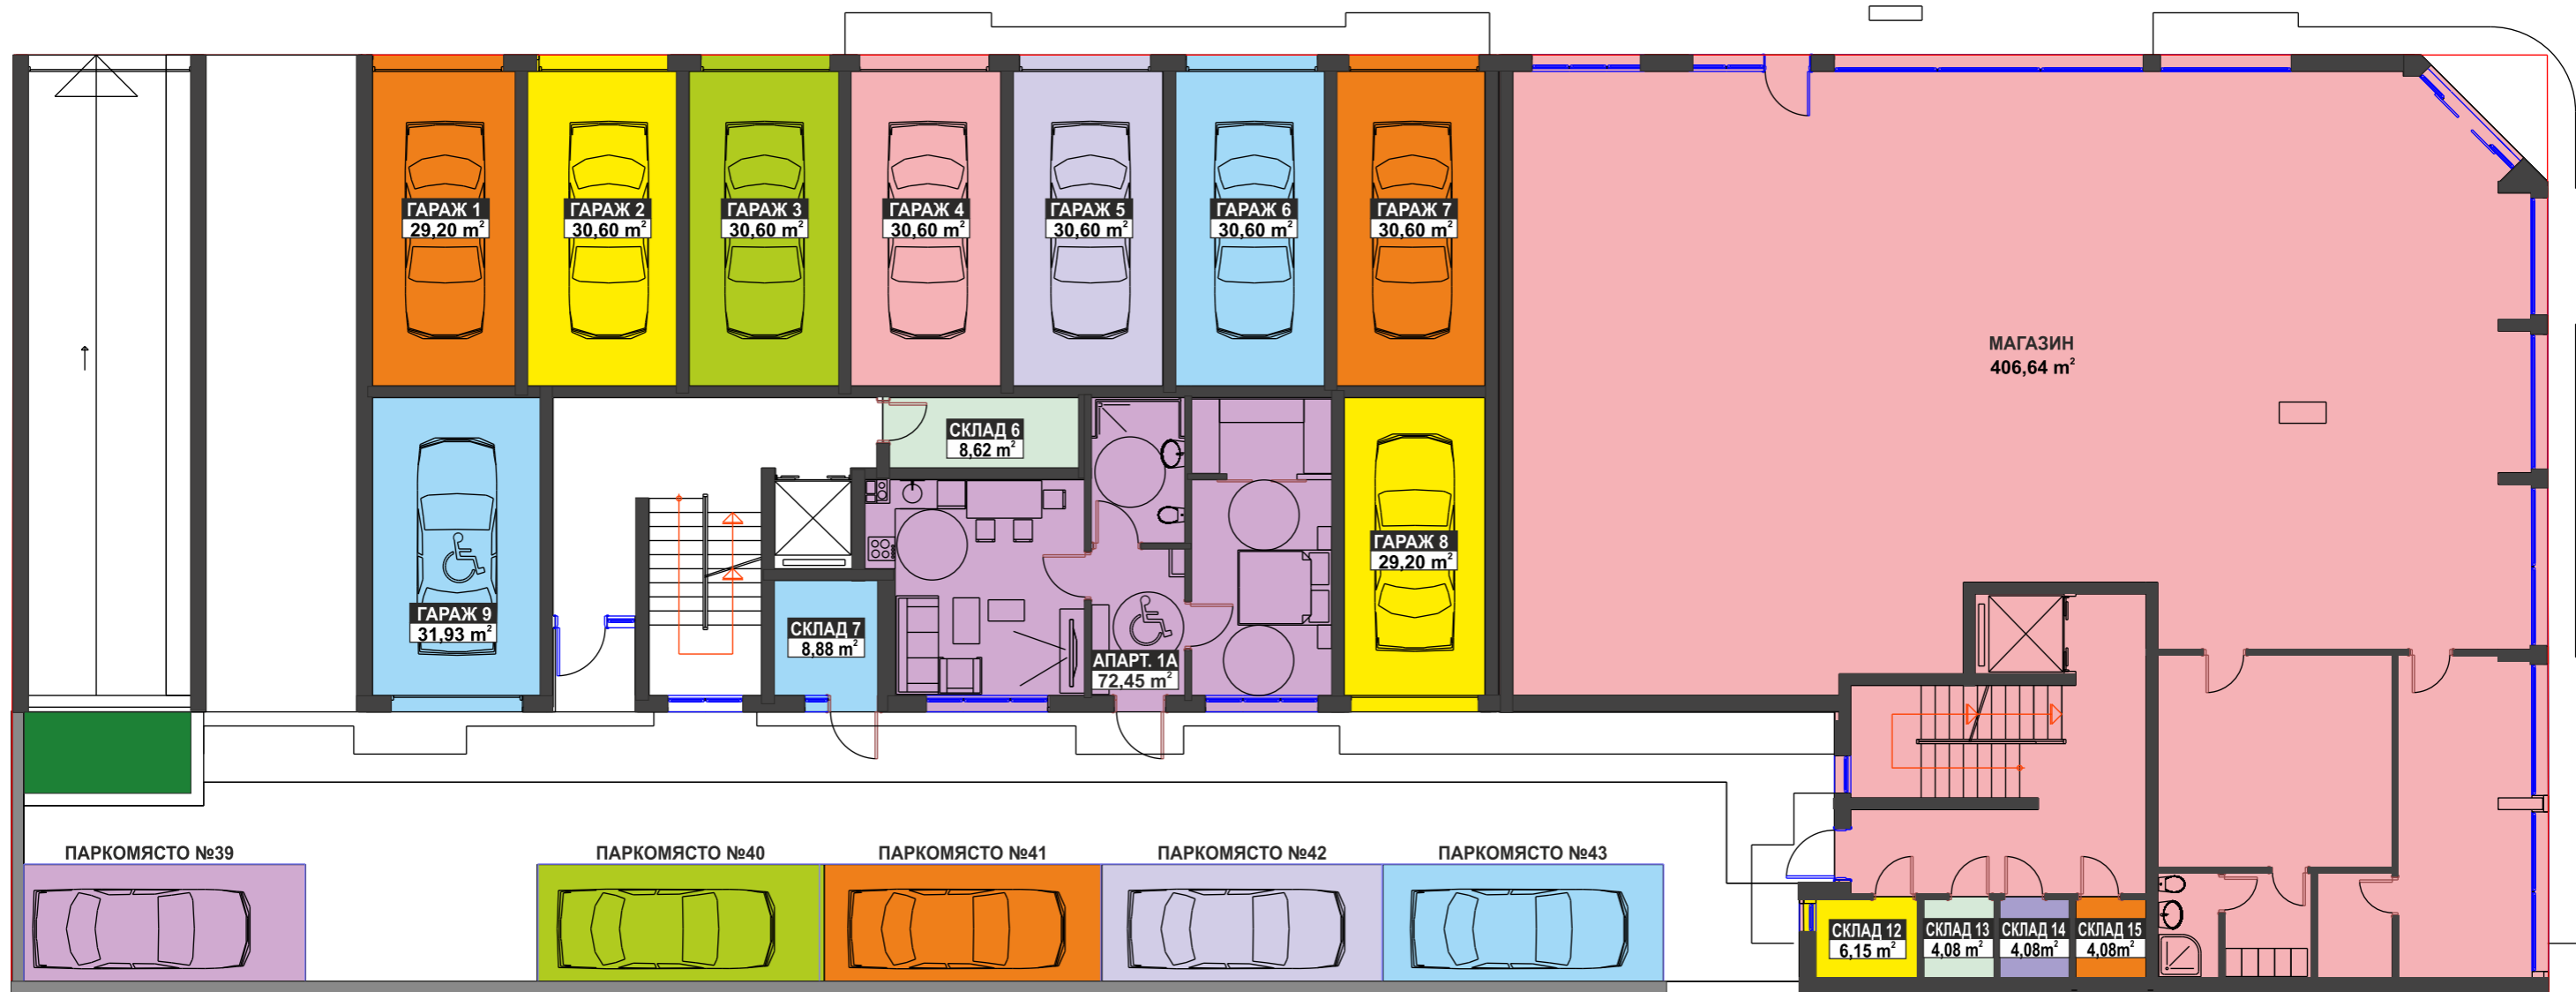 ГАРАЖ 1
29,20 m²
ГАРАЖ 2
30,60 m²
ГАРАЖ 3
30,60 m²
ГАРАЖ 4
30,60 m²
ГАРАЖ 5
30,60 m²
ГАРАЖ 6
30,60 m²
ГАРАЖ 7
30,60 m²
МАГАЗИН
406,64 m²
СКЛАД 6
8,62 m²
ГАРАЖ 8
29,20 m²
ГАРАЖ 9
31,93 m²
СКЛАД 7
8,88 m²
АПАРТ. 1А
72,45 m²
ПАРКОМЯСТО №39
ПАРКОМЯСТО №40
ПАРКОМЯСТО №41
ПАРКОМЯСТО №42
ПАРКОМЯСТО №43
СКЛАД 12
6,15 m²
СКЛАД 13
4,08 m²
СКЛАД 14
4,08m²
СКЛАД 15
4,08m²